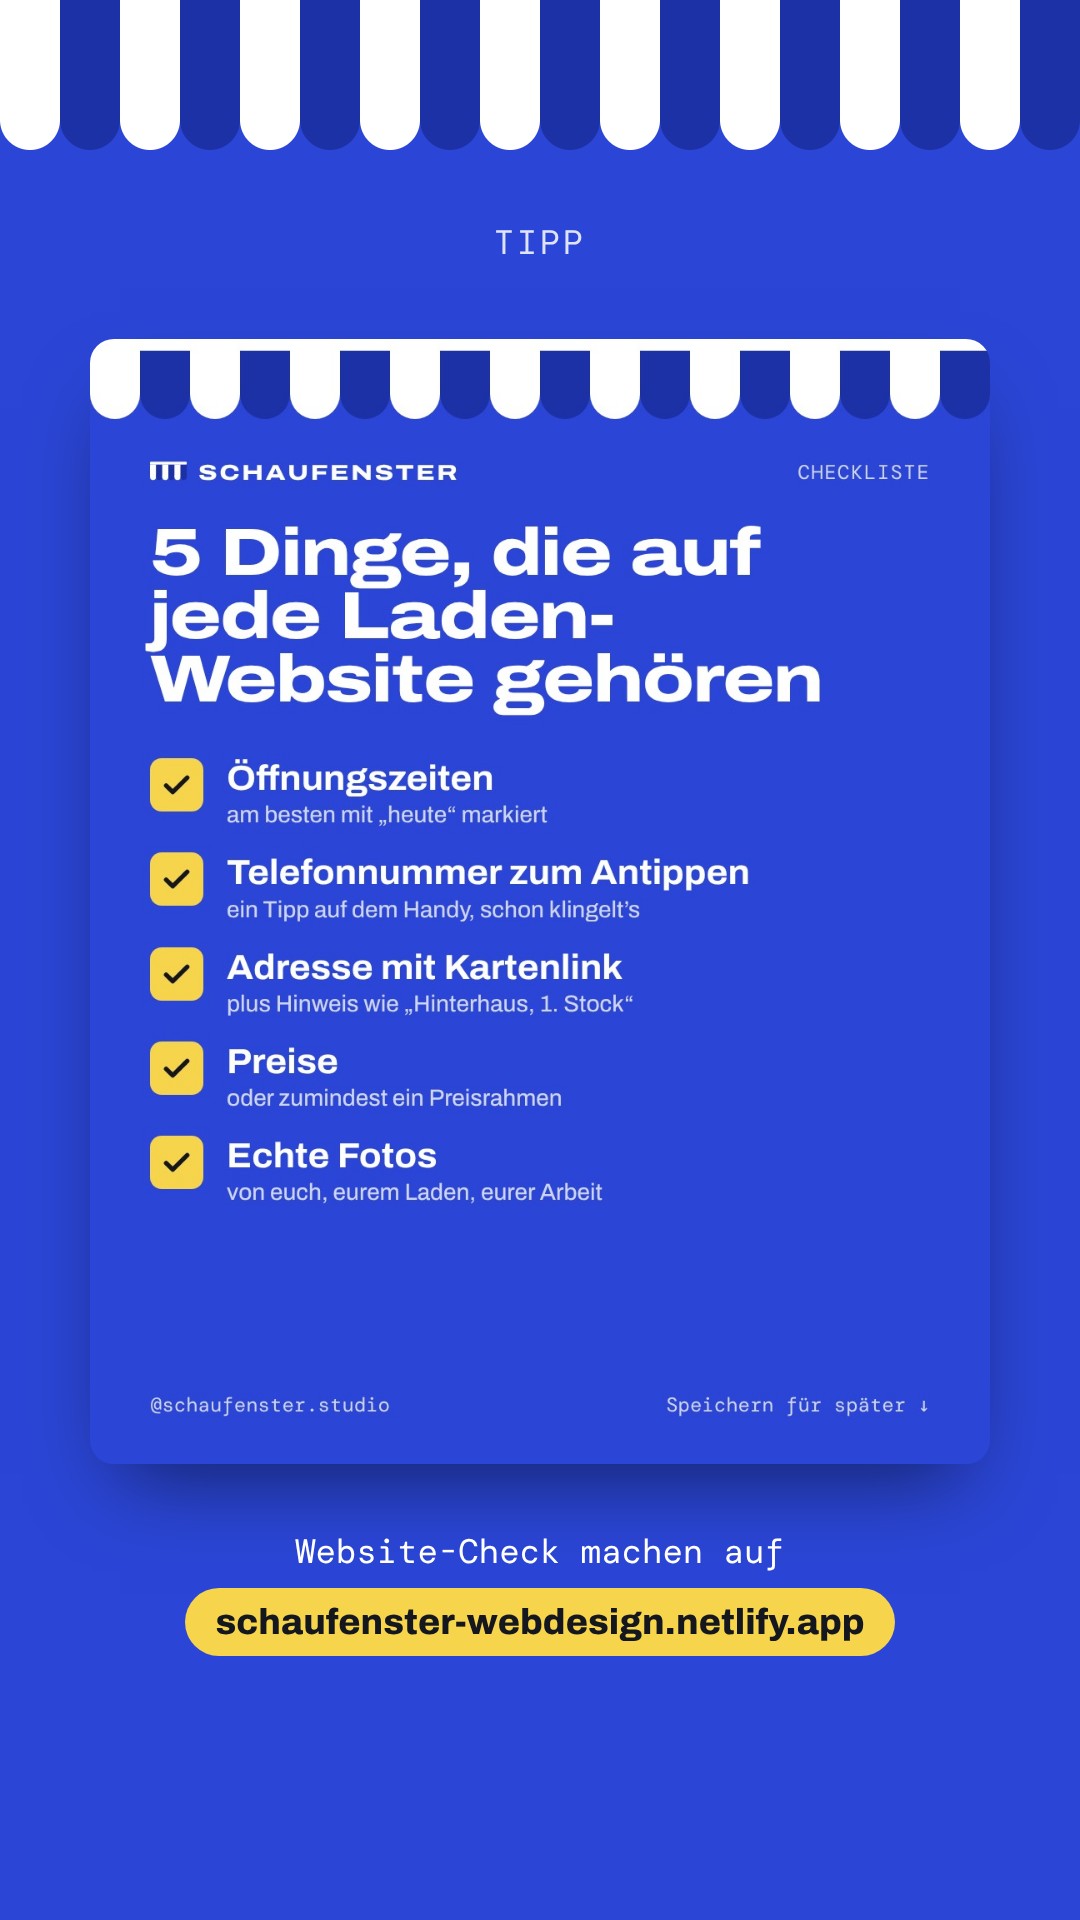 TIPP
SCHAUFENSTER
CHECKLISTE
5 Dinge, die auf
jede Laden-
Website gehören
Öffnungszeiten
am besten mit „heute“ markiert
Telefonnummer zum Antippen
ein Tipp auf dem Handy, schon klingelt’s
Adresse mit Kartenlink
plus Hinweis wie „Hinterhaus, 1. Stock“
Preise
oder zumindest ein Preisrahmen
Echte Fotos
von euch, eurem Laden, eurer Arbeit
@schaufenster.studio
Speichern für später ↓
Website-Check machen auf
schaufenster-webdesign.netlify.app